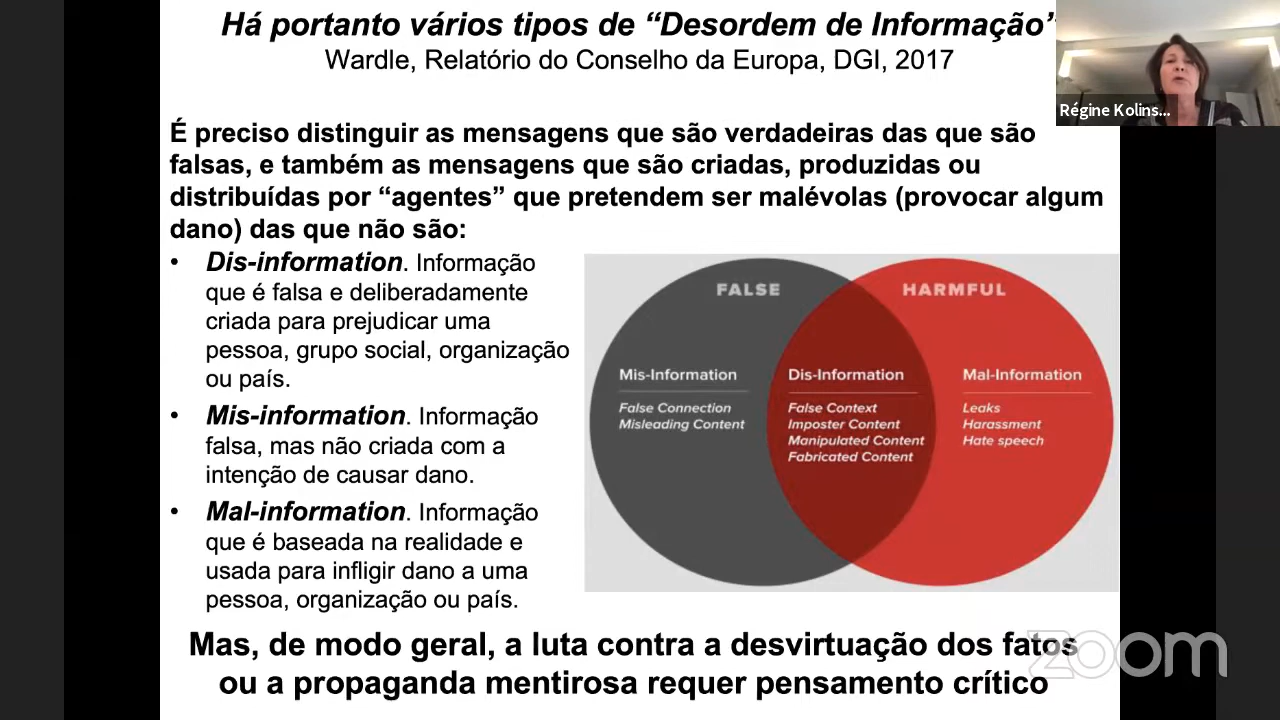 Há portanto vários tipos de “Desordem de Informação”
Wardle, Relatório do Conselho da Europa, DGI, 2017
Régine Kolins...
É preciso distinguir as mensagens que são verdadeiras das que são
falsas, e também as mensagens que são criadas, produzidas ou
distribuídas por “agentes” que pretendem ser malévolas (provocar algum
dano) das que não são:
• Dis-information. Informação
que é falsa e deliberadamente
criada para prejudicar uma
pessoa, grupo social, organização
ou país.
• Mis-information. Informação
falsa, mas não criada com a
intenção de causar dano.
• Mal-information. Informação
que é baseada na realidade e
usada para infligir dano a uma
pessoa, organização ou país.
FALSE
HARMFUL
Mis-Information
False Connection
Misleading Content
Dis-Information
False Context
Imposter Content
Manipulated Content
Fabricated Content
Mal-Information
Leaks
Harassment
Hate speech
Mas, de modo geral, a luta contra a desvirtuação dos fatos
ou a propaganda mentirosa requer pensamento crítico
zoom